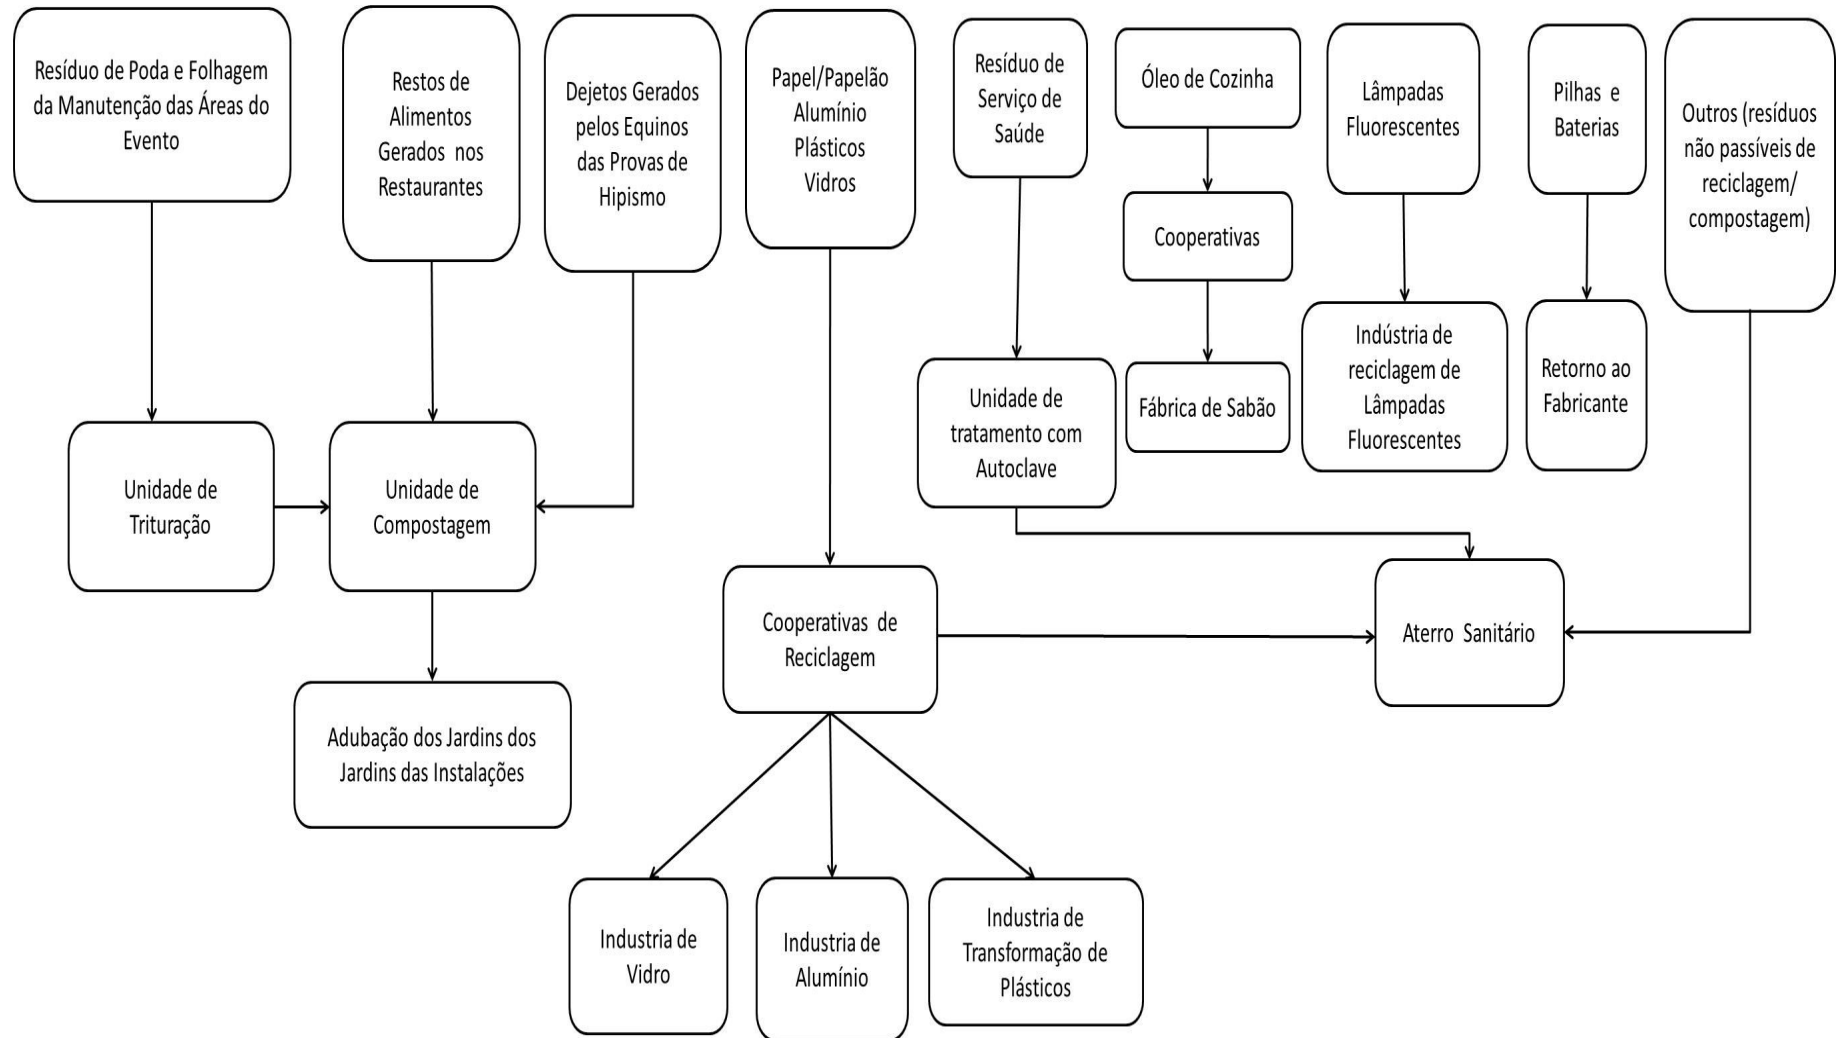 Resíduo de Poda e Folhagem
da Manutenção das Áreas do
Evento
Restos de
Alimentos
Gerados nos
Restaurantes
Dejetos Gerados
pelos Equinos
das Provas de
Hipismo
Papel/Papelão
Alumínio
Plásticos
Vidros
Resíduo de
Serviço de
Saúde
Óleo de Cozinha
Lâmpadas
Fluorescentes
Pilhas e
Baterias
Outros (resíduos
não passíveis de
reciclagem/
compostagem)
Cooperativas
Unidade de
tratamento com
Autoclave
Fábrica de Sabão
Indústria de
reciclagem de
Lâmpadas
Fluorescentes
Retorno ao
Fabricante
Unidade de
Trituração
Unidade de
Compostagem
Cooperativas de
Reciclagem
Aterro Sanitário
Adubação dos Jardins dos
Jardins das Instalações
Industria de
Vidro
Industria de
Alumínio
Industria de
Transformação de
Plásticos